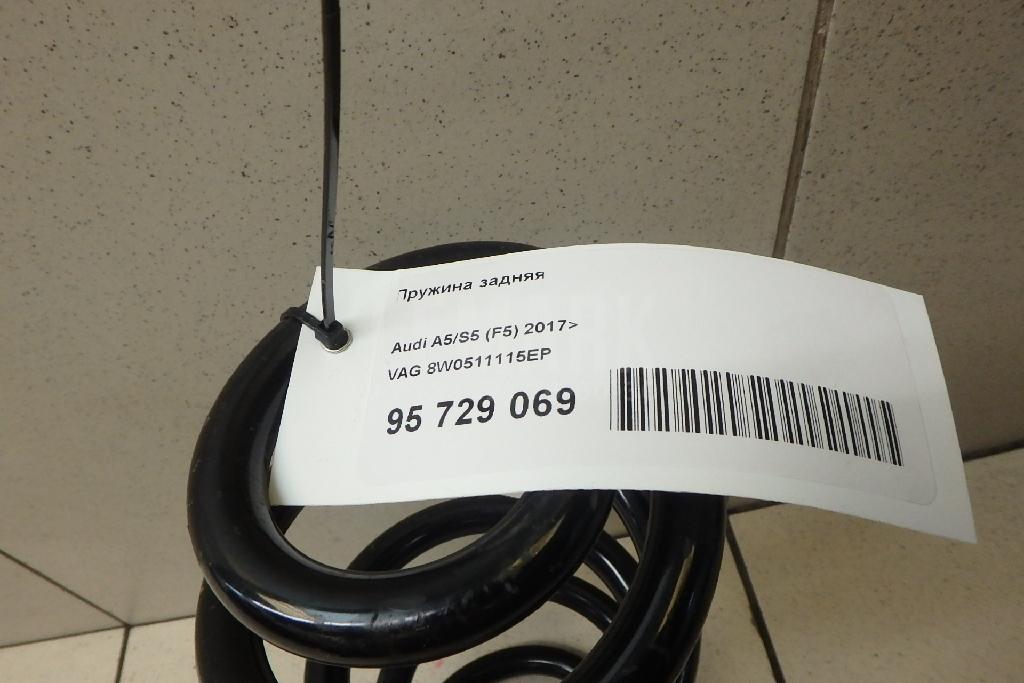 Пружина задняя
Audi A5/S5 (F5) 2017>
VAG 8W0511115EP
95 729 069